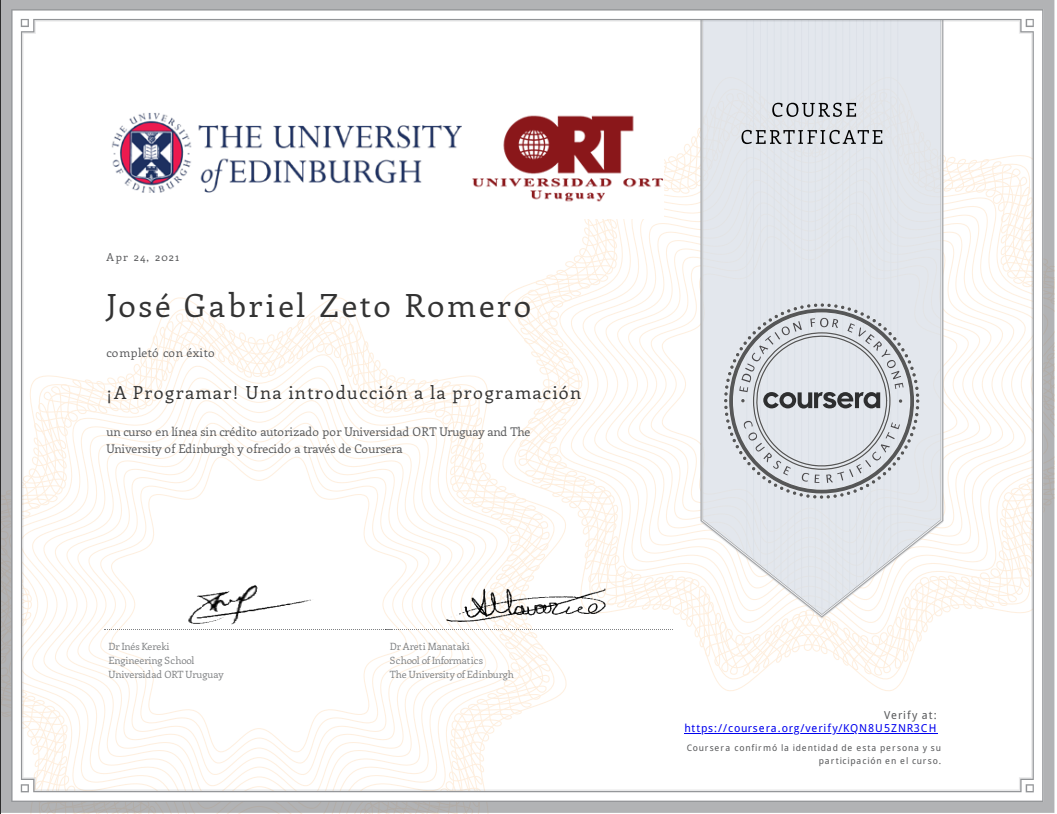 THE UNIVERSITY OF EDINBURGH
THE UNIVERSITY
of EDINBURGH
ORT
UNIVERSIDAD ORT
Uruguay
COURSE
CERTIFICATE
Apr 24, 2021
José Gabriel Zeto Romero
completó con éxito
¡A Programar! Una introducción a la programación
un curso en línea sin crédito autorizado por Universidad ORT Uruguay and The
University of Edinburgh y ofrecido a través de Coursera
EDUCATION FOR EVERYONE
coursera
COURSE CERTIFICATE
Dr Inés Kereki
Engineering School
Universidad ORT Uruguay
Dr Areti Manataki
School of Informatics
The University of Edinburgh
Verify at:
https://coursera.org/verify/KQN8U5ZNR3CH
Coursera confirmó la identidad de esta persona y su
participación en el curso.